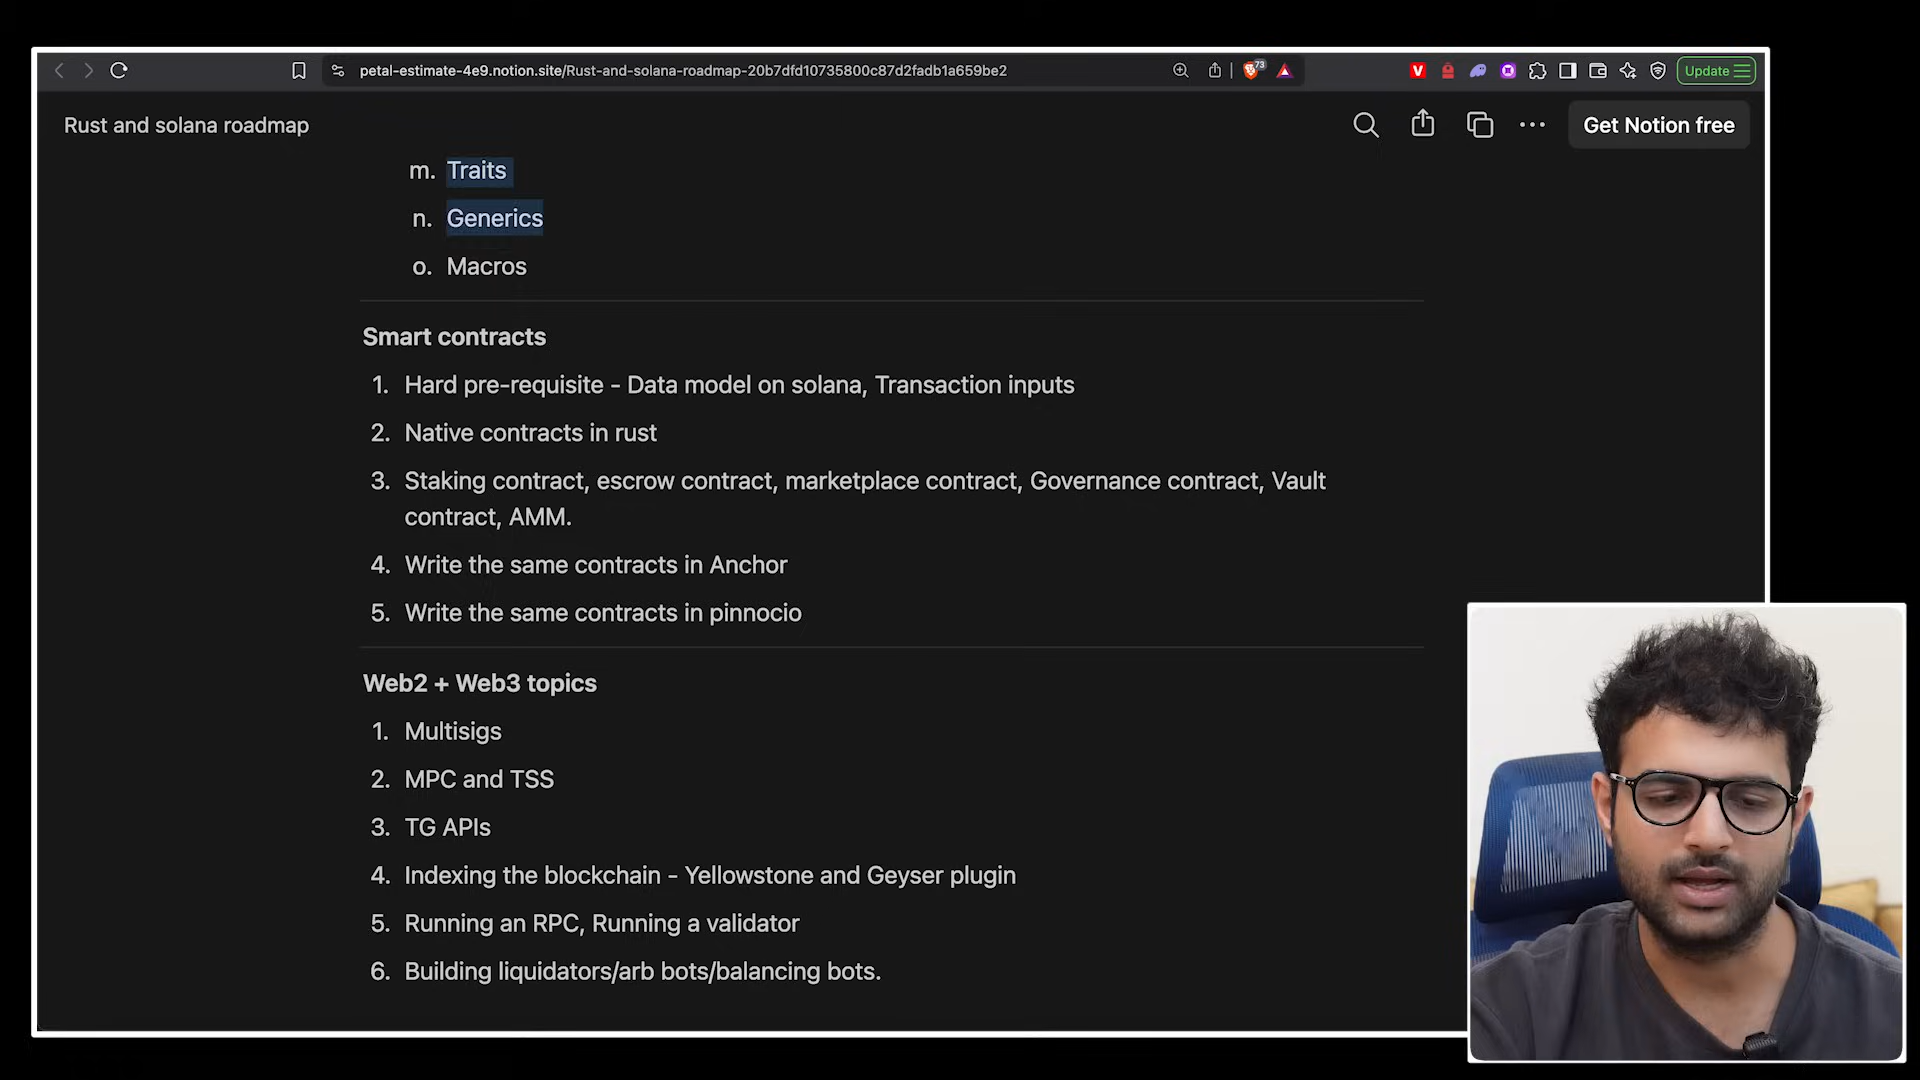 petal-estimate-4e9.notion.site/Rust-and-solana-roadmap-20b7dfd10735800c87d2fadb1a659be2
73
V
Update
Rust and solana roadmap
Get Notion free
m. Traits
n. Generics
o. Macros
Smart contracts
1. Hard pre-requisite - Data model on solana, Transaction inputs
2. Native contracts in rust
3. Staking contract, escrow contract, marketplace contract, Governance contract, Vault
contract, AMM.
4. Write the same contracts in Anchor
5. Write the same contracts in pinnocio
Web2 + Web3 topics
1. Multisigs
2. MPC and TSS
3. TG APIs
4. Indexing the blockchain - Yellowstone and Geyser plugin
5. Running an RPC, Running a validator
6. Building liquidators/arb bots/balancing bots.